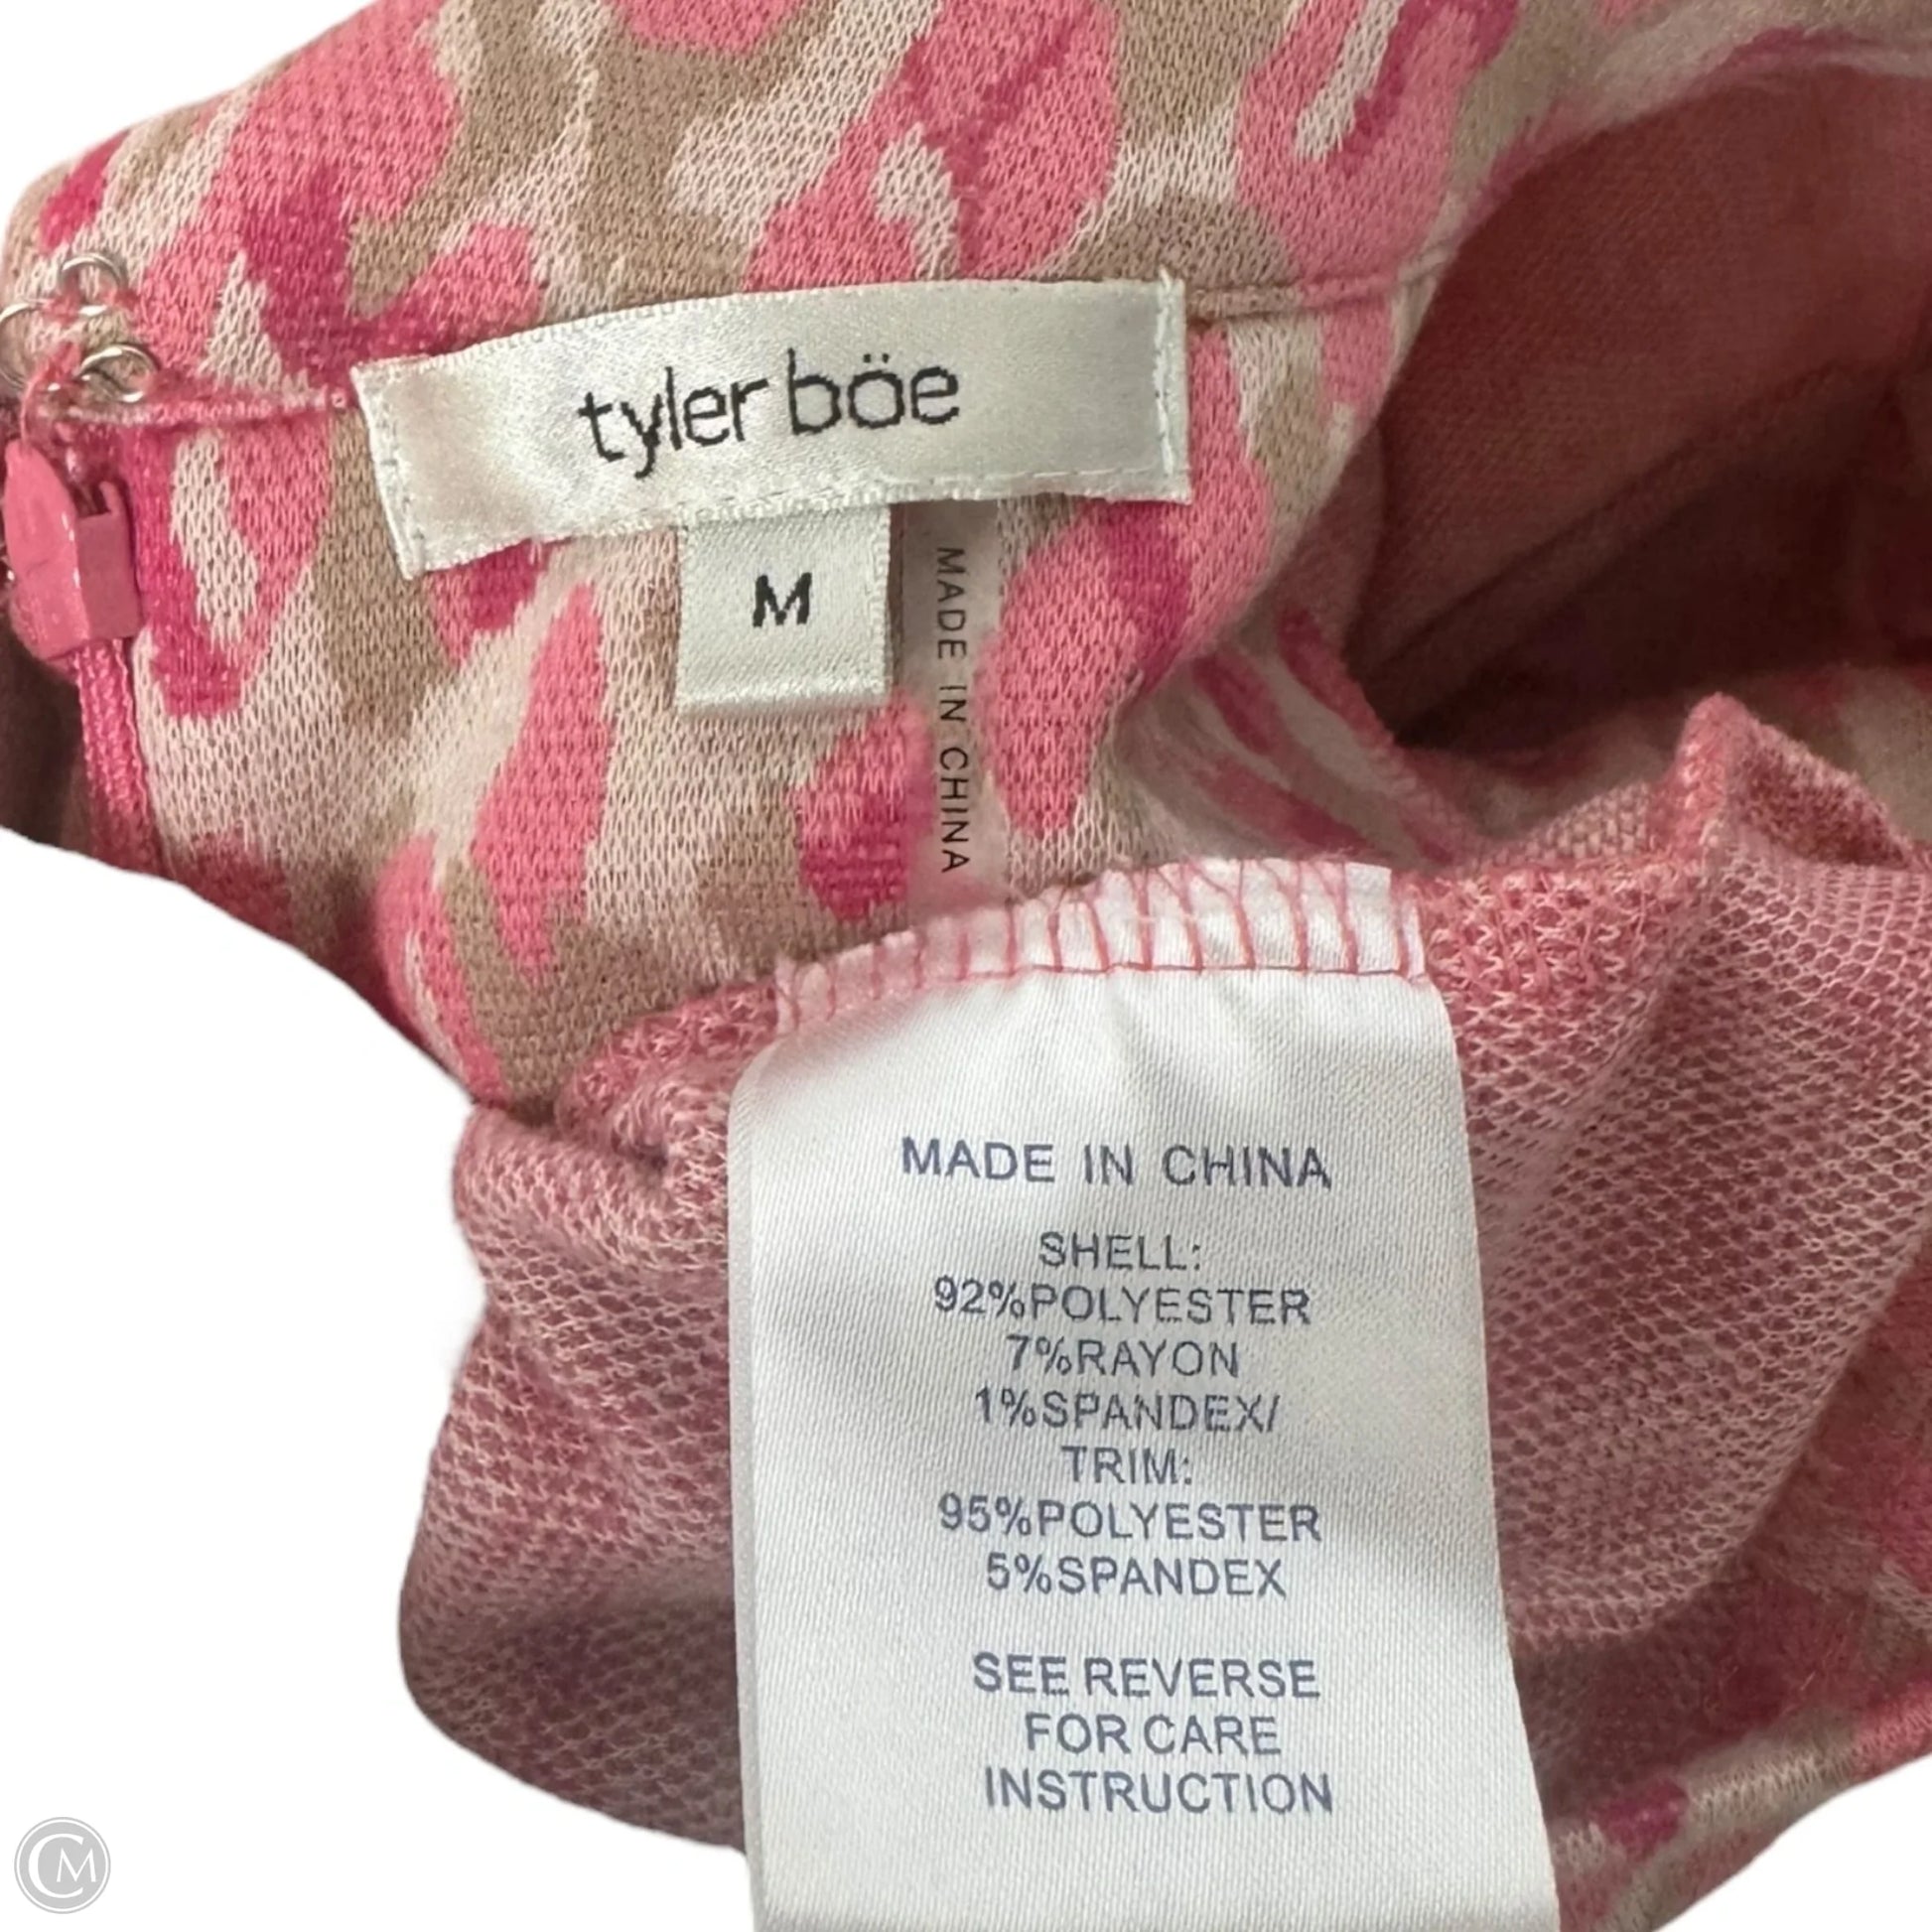 tyler böe
M
MADE IN CHINA
MADE IN CHINA
SHELL:
92%POLYESTER
7%RAYON
1%SPANDEX/
TRIM:
95%POLYESTER
5%SPANDEX
SEE REVERSE
FOR CARE
INSTRUCTION
CM